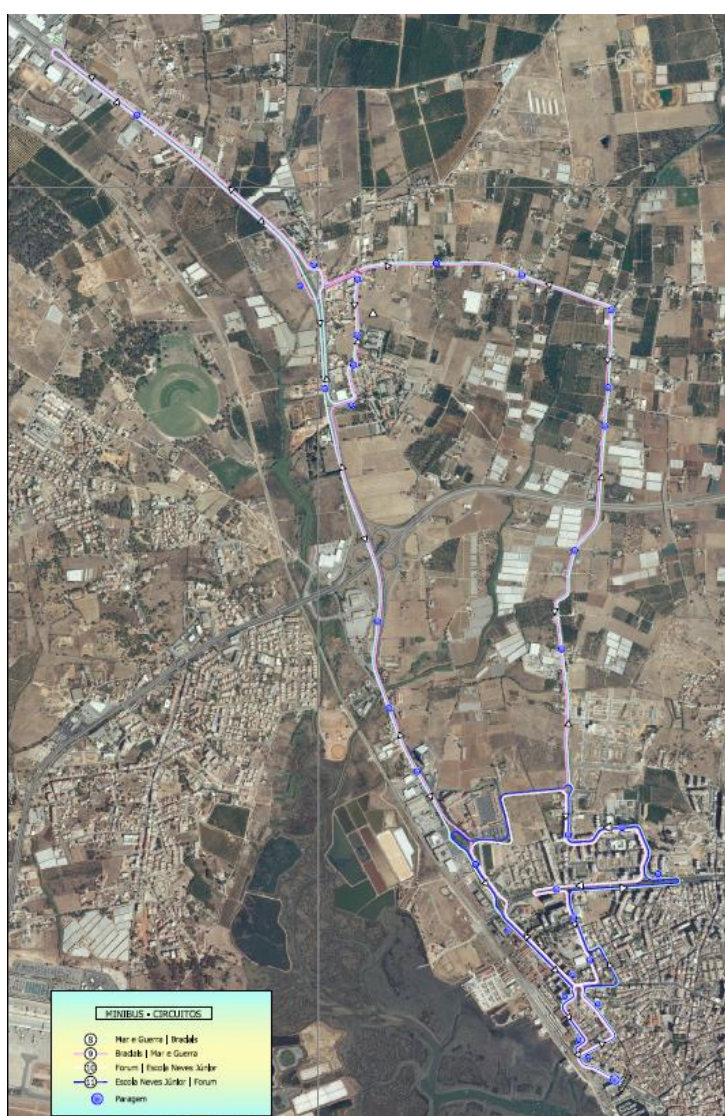 MINIBUS • CIRCUITOS
8 Mar e Guerra | Bradais
9 Bradais | Mar e Guerra
10 Forum | Escola Neves Júnior
11 Escola Neves Júnior | Forum
Paragem